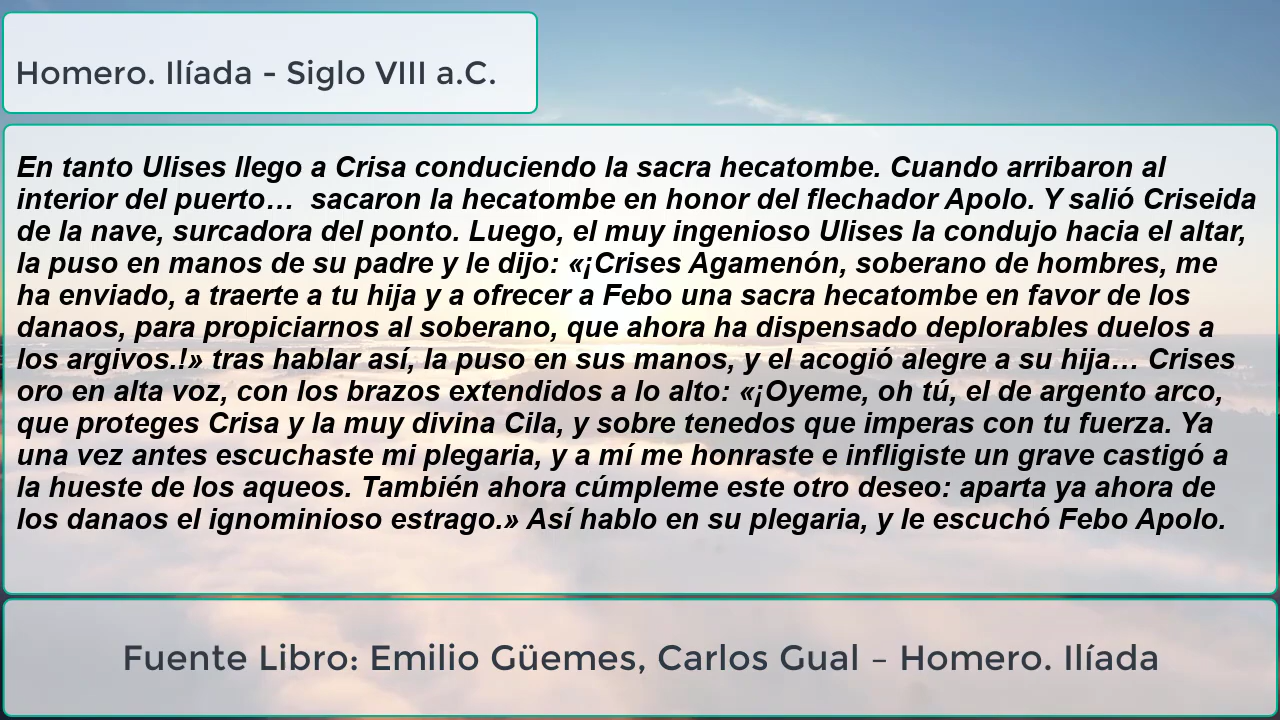 Homero. Ilíada - Siglo VIII a.C.
En tanto Ulises llego a Crisa conduciendo la sacra hecatombe. Cuando arribaron al
interior del puerto…  sacaron la hecatombe en honor del flechador Apolo. Y salió Criseida
de la nave, surcadora del ponto. Luego, el muy ingenioso Ulises la condujo hacia el altar,
la puso en manos de su padre y le dijo: «¡Crises Agamenón, soberano de hombres, me
ha enviado, a traerte a tu hija y a ofrecer a Febo una sacra hecatombe en favor de los
danaos, para propiciarnos al soberano, que ahora ha dispensado deplorables duelos a
los argivos.!» tras hablar así, la puso en sus manos, y el acogió alegre a su hija… Crises
oro en alta voz, con los brazos extendidos a lo alto: «¡Oyeme, oh tú, el de argento arco,
que proteges Crisa y la muy divina Cila, y sobre tenedos que imperas con tu fuerza. Ya
una vez antes escuchaste mi plegaria, y a mí me honraste e infligiste un grave castigó a
la hueste de los aqueos. También ahora cúmpleme este otro deseo: aparta ya ahora de
los danaos el ignominioso estrago.» Así hablo en su plegaria, y le escuchó Febo Apolo.
Fuente Libro: Emilio Güemes, Carlos Gual – Homero. Ilíada